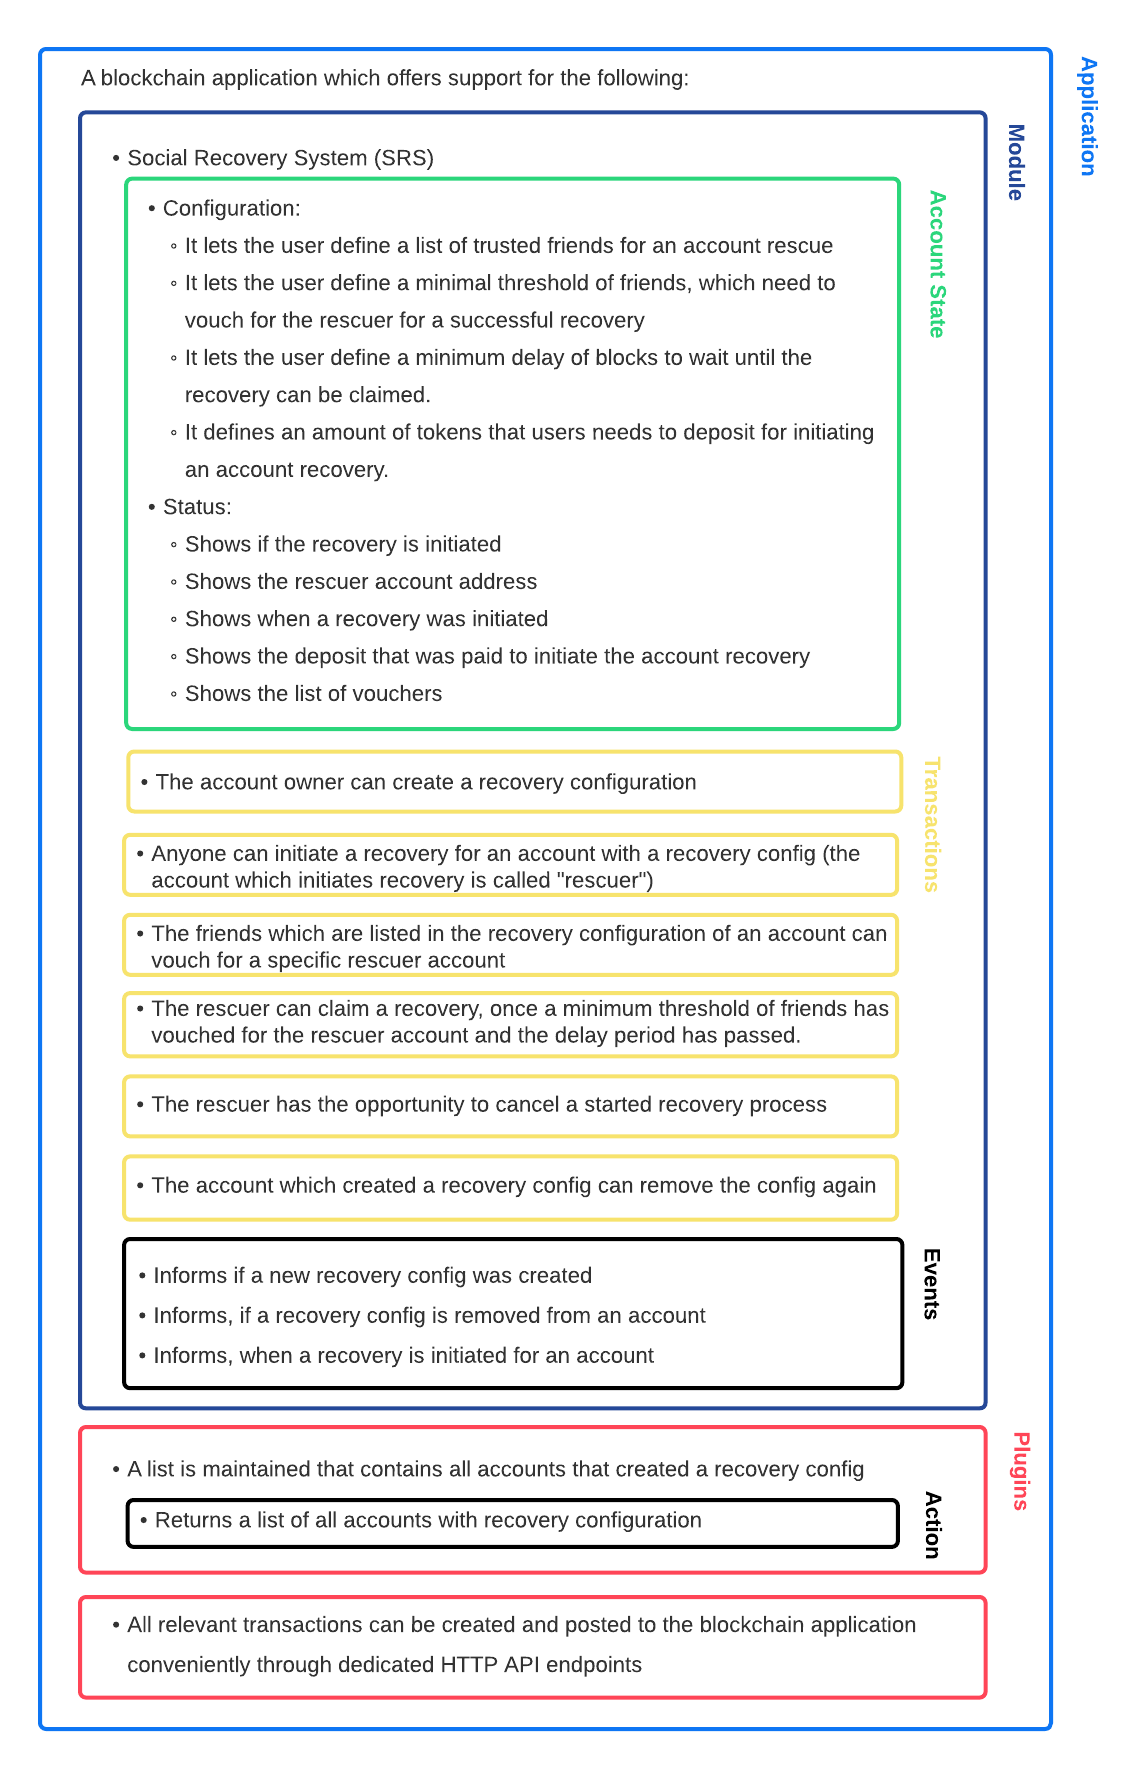 A blockchain application which offers support for the following:
Application
Module
• Social Recovery System (SRS)
Account State
• Configuration:
◦ It lets the user define a list of trusted friends for an account rescue
◦ It lets the user define a minimal threshold of friends, which need to
vouch for the rescuer for a successful recovery
◦ It lets the user define a minimum delay of blocks to wait until the
recovery can be claimed.
◦ It defines an amount of tokens that users needs to deposit for initiating
an account recovery.
• Status:
◦ Shows if the recovery is initiated
◦ Shows the rescuer account address
◦ Shows when a recovery was initiated
◦ Shows the deposit that was paid to initiate the account recovery
◦ Shows the list of vouchers
Transactions
• The account owner can create a recovery configuration
• Anyone can initiate a recovery for an account with a recovery config (the
account which initiates recovery is called "rescuer")
• The friends which are listed in the recovery configuration of an account can
vouch for a specific rescuer account
• The rescuer can claim a recovery, once a minimum threshold of friends has
vouched for the rescuer account and the delay period has passed.
• The rescuer has the opportunity to cancel a started recovery process
• The account which created a recovery config can remove the config again
Events
• Informs if a new recovery config was created
• Informs, if a recovery config is removed from an account
• Informs, when a recovery is initiated for an account
Plugins
• A list is maintained that contains all accounts that created a recovery config
Action
• Returns a list of all accounts with recovery configuration
• All relevant transactions can be created and posted to the blockchain application
conveniently through dedicated HTTP API endpoints